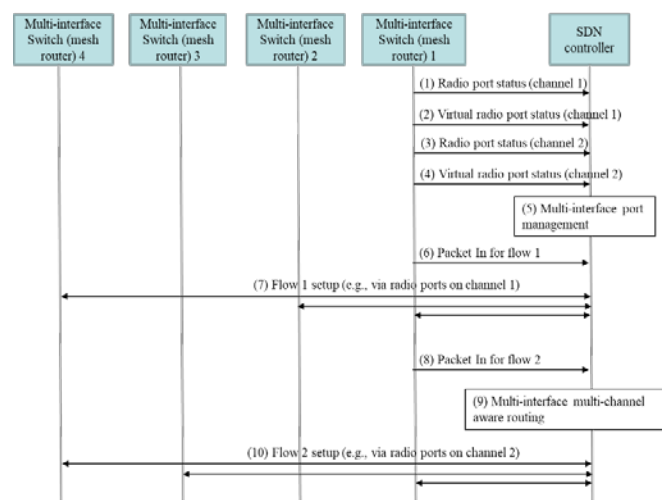 Multi-interface
Switch (mesh
router) 4
Multi-interface
Switch (mesh
router) 3
Multi-interface
Switch (mesh
router) 2
Multi-interface
Switch (mesh
router) 1
SDN
controller
(1) Radio port status (channel 1)
(2) Virtual radio port status (channel 1)
(3) Radio port status (channel 2)
(4) Virtual radio port status (channel 2)
(5) Multi-interface port
management
(6) Packet In for flow 1
(7) Flow 1 setup (e.g., via radio ports on channel 1)
(8) Packet In for flow 2
(9) Multi-interface multi-channel
aware routing
(10) Flow 2 setup (e.g., via radio ports on channel 2)